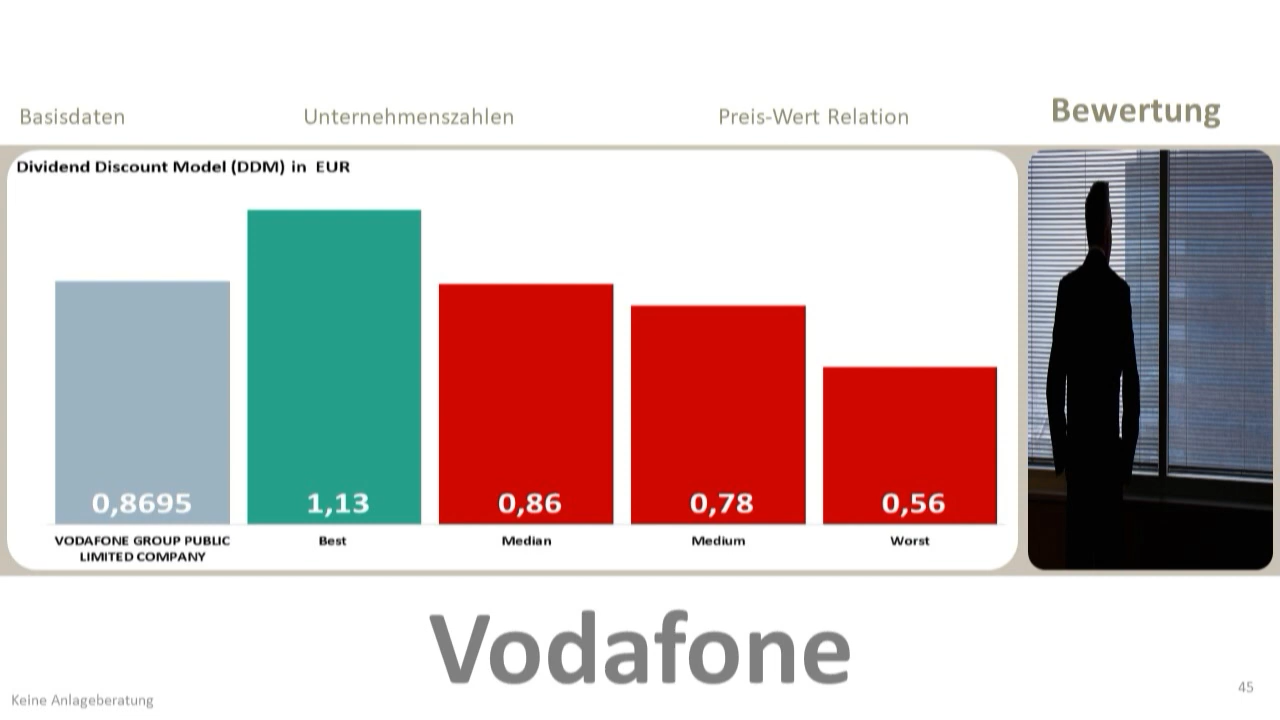 Basisdaten
Unternehmenszahlen
Preis-Wert Relation
Bewertung
Dividend Discount Model (DDM) in EUR
0,8695
1,13
0,86
0,78
0,56
VODAFONE GROUP PUBLIC
LIMITED COMPANY
Best
Median
Medium
Worst
Vodafone
Keine Anlageberatung
45